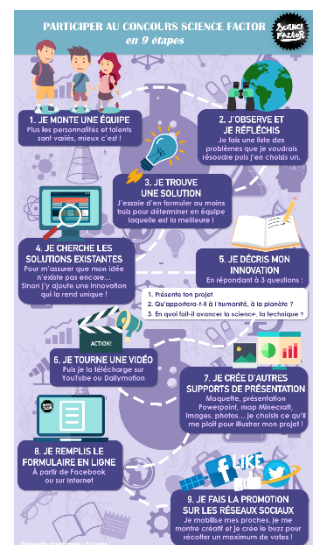 PARTICIPER AU CONCOURS SCIENCE FACTOR
en 9 étapes
SCIENCE
FACTOR
1. JE MONTE UNE ÉQUIPE
Plus les personnalités et talents
sont variés, mieux c'est !
2. J'OBSERVE ET
JE RÉFLÉCHIS
Je fais une liste des
problèmes que je voudrais
résoudre puis j'en choisis un.
3. JE TROUVE
UNE SOLUTION
J'essaie d'en formuler au moins
trois pour déterminer en équipe
laquelle est la meilleure !
4. JE CHERCHE LES
SOLUTIONS EXISTANTES
Pour m'assurer que mon idée
n'existe pas encore...
Sinon j'y ajoute une innovation
qui la rend unique !
5. JE DÉCRIS MON
INNOVATION
En répondant à 3 questions :
1. Présente ton projet
2. Qu'apportera-t-il à l'humanité, à la planète ?
3. En quoi fait-il avancer la science, la technique ?
ACTION!
6. JE TOURNE UNE VIDÉO
Puis je la télécharge sur
YouTube ou Dailymotion
7. JE CRÉE D'AUTRES
SUPPORTS DE PRÉSENTATION
Maquette, présentation
Powerpoint, map Minecraft,
images, photos... je choisis ce qu'il
me plaît pour illustrer mon projet !
8. JE REMPLIS LE
FORMULAIRE EN LIGNE
À partir de Facebook
ou sur Internet
LIKE
9. JE FAIS LA PROMOTION
SUR LES RÉSEAUX SOCIAUX
Je mobilise mes proches, je me
montre créatif et je crée le buzz pour
récolter un maximum de votes !